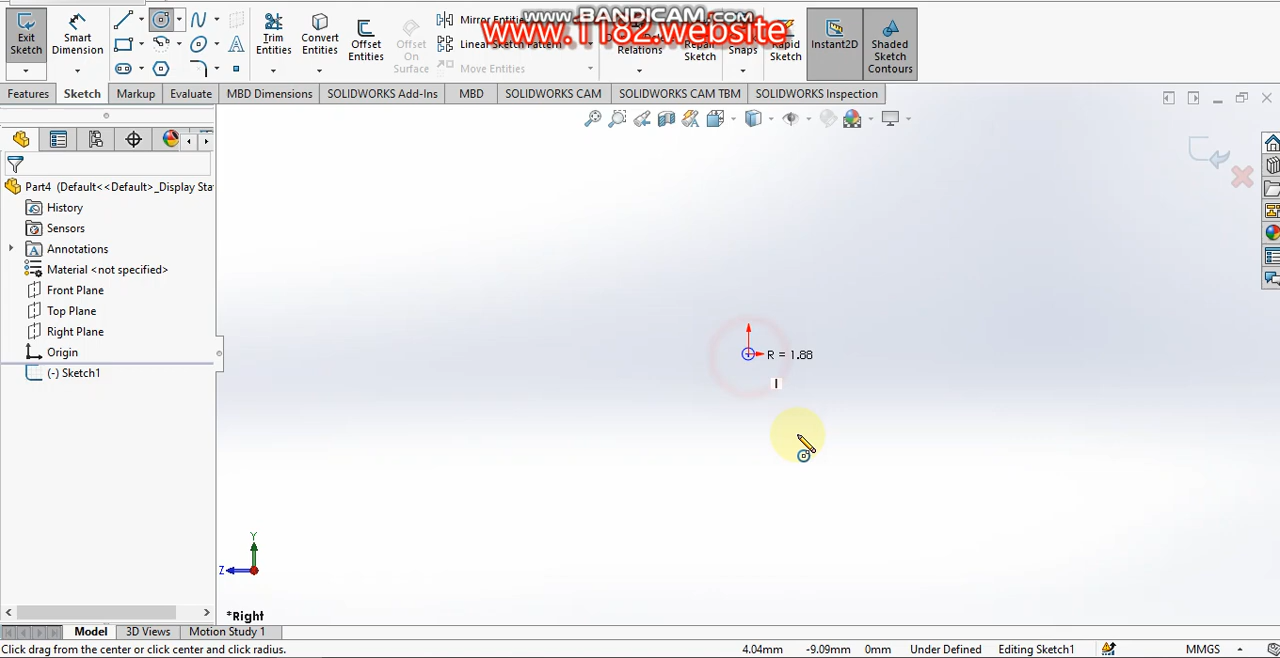 www.BANDICAM.com
www.1182.website
Exit Sketch
Smart Dimension
Trim Entities
Convert Entities
Offset Entities
Offset On Surface
Mirror Entities
Linear Sketch Pattern
Move Entities
Relations
Repair Sketch
Snaps
Rapid Sketch
Instant2D
Shaded Sketch Contours
Features
Sketch
Markup
Evaluate
MBD Dimensions
SOLIDWORKS Add-Ins
MBD
SOLIDWORKS CAM
SOLIDWORKS CAM TBM
SOLIDWORKS Inspection
Part4 (Default<<Default>_Display Sta
History
Sensors
Annotations
Material <not specified>
Front Plane
Top Plane
Right Plane
Origin
(-) Sketch1
R = 1.88
Y
Z
*Right
Model
3D Views
Motion Study 1
Click drag from the center or click center and click radius.
4.04mm
-9.09mm
0mm
Under Defined
Editing Sketch1
MMGS